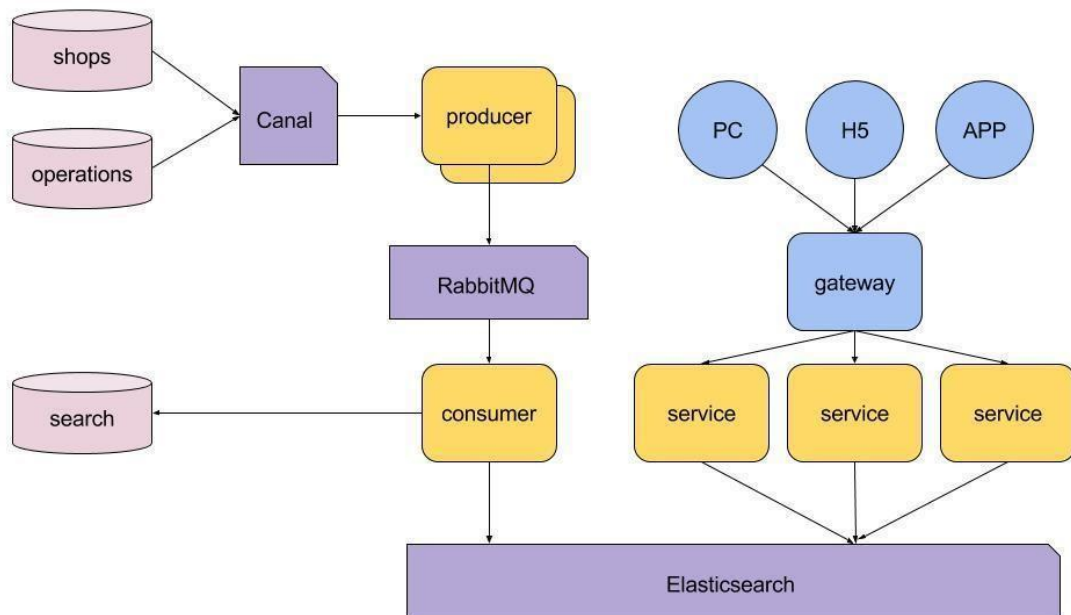 shops
operations
Canal
producer
PC
H5
APP
RabbitMQ
gateway
search
consumer
service
service
service
Elasticsearch